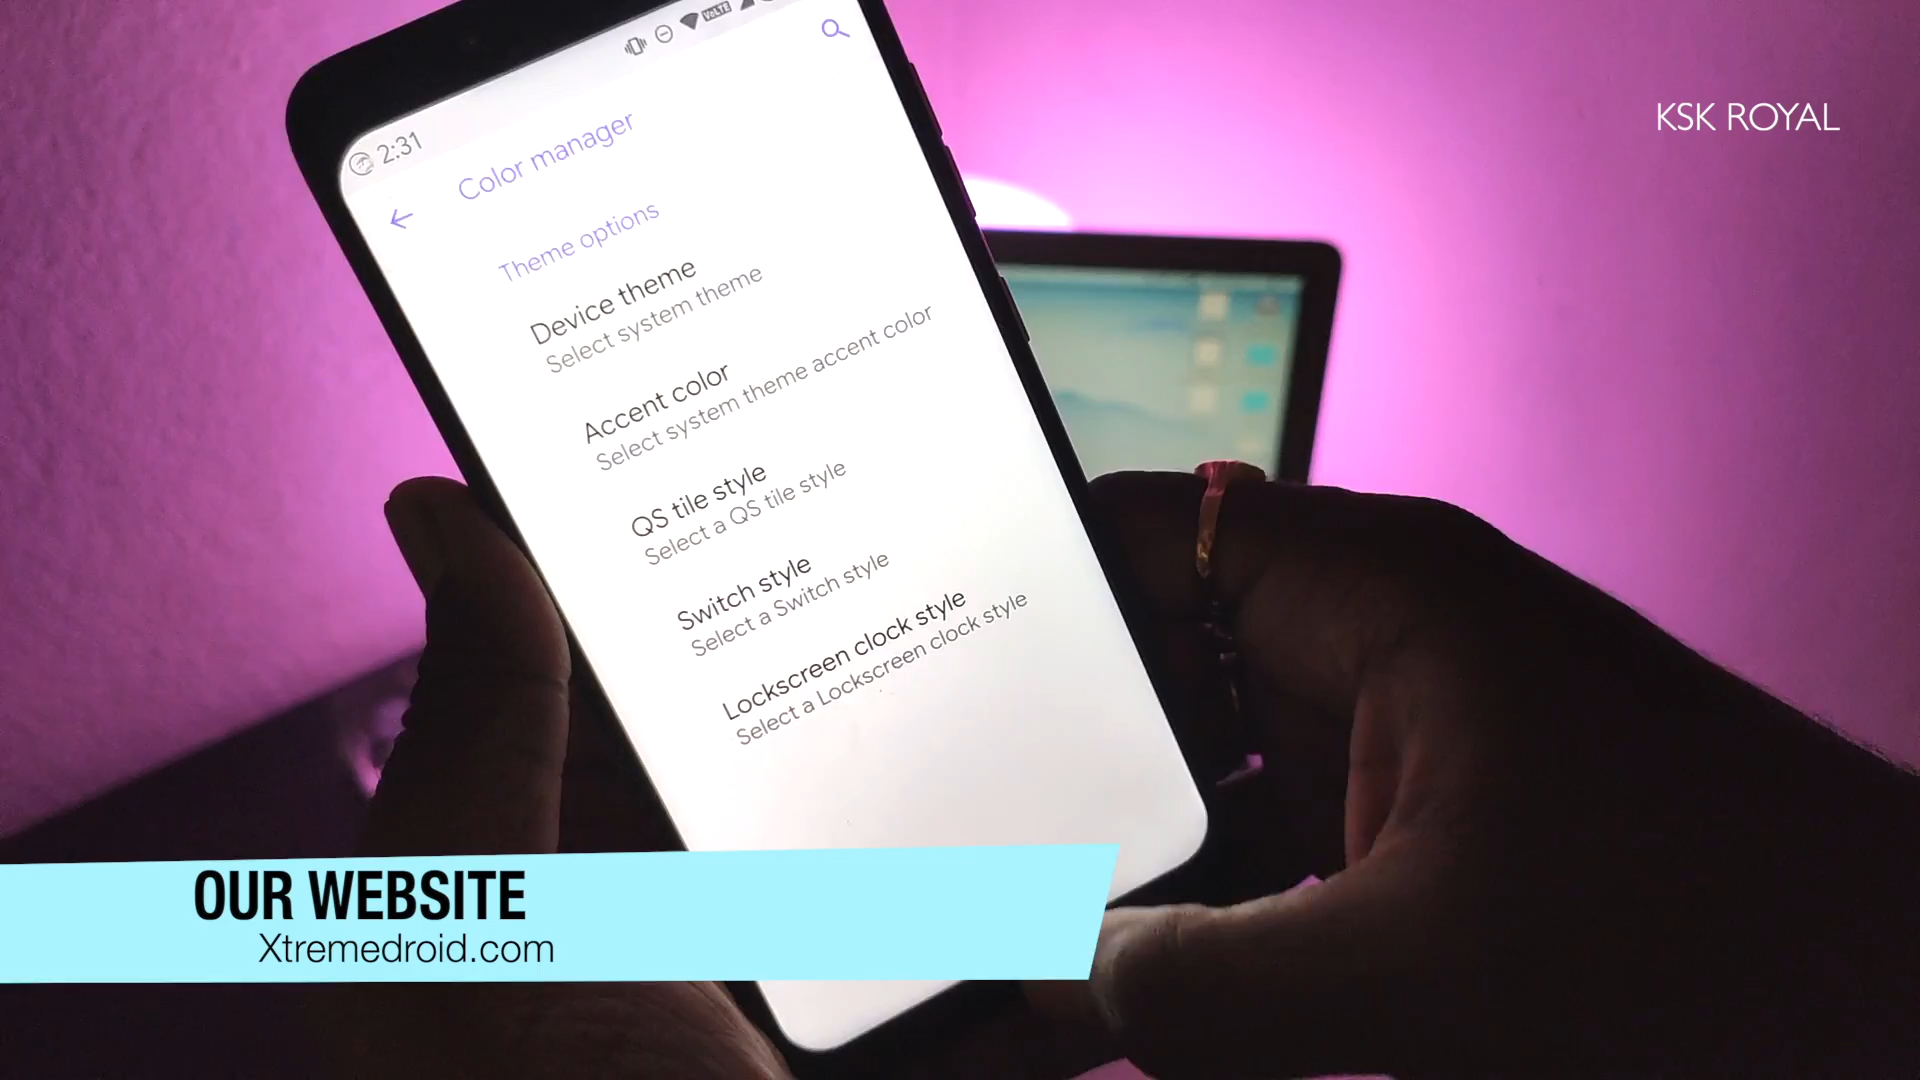 KSK ROYAL
VoLTE
2:31
Color manager
Theme options
Device theme
Select system theme
Accent color
Select system theme accent color
QS tile style
Select a QS tile style
Switch style
Select a Switch style
Lockscreen clock style
Select a Lockscreen clock style
OUR WEBSITE
Xtremedroid.com